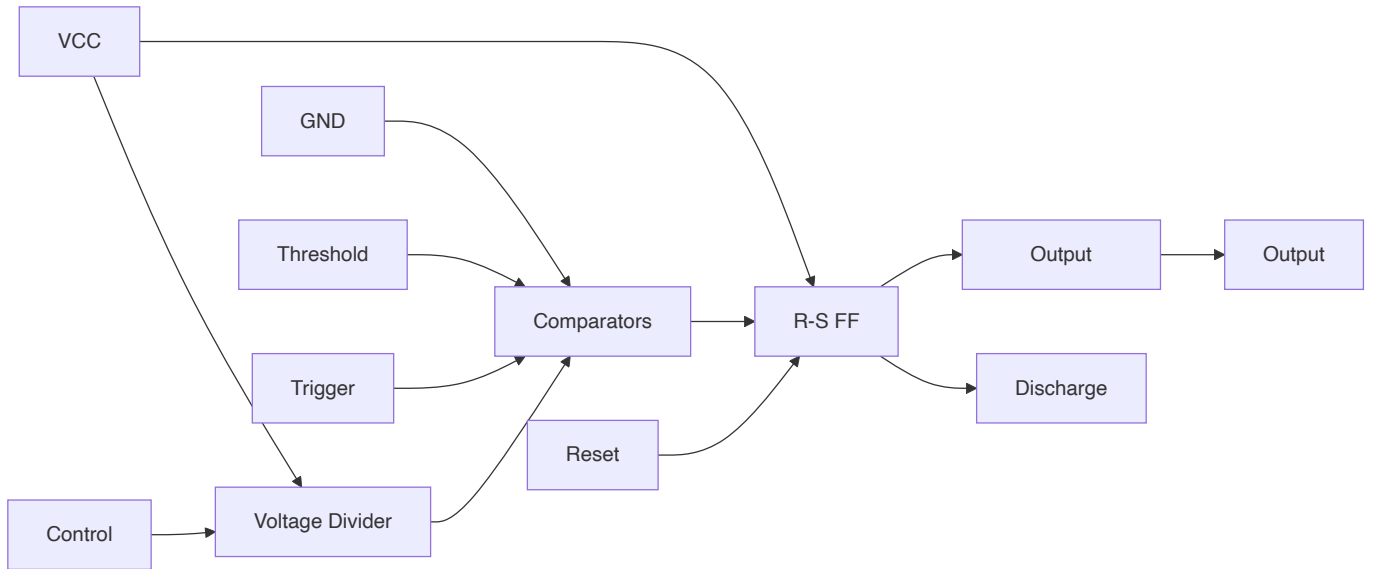 VCC
GND
Threshold
Output
Output
Comparators
R-S FF
Trigger
Discharge
Reset
Voltage Divider
Control